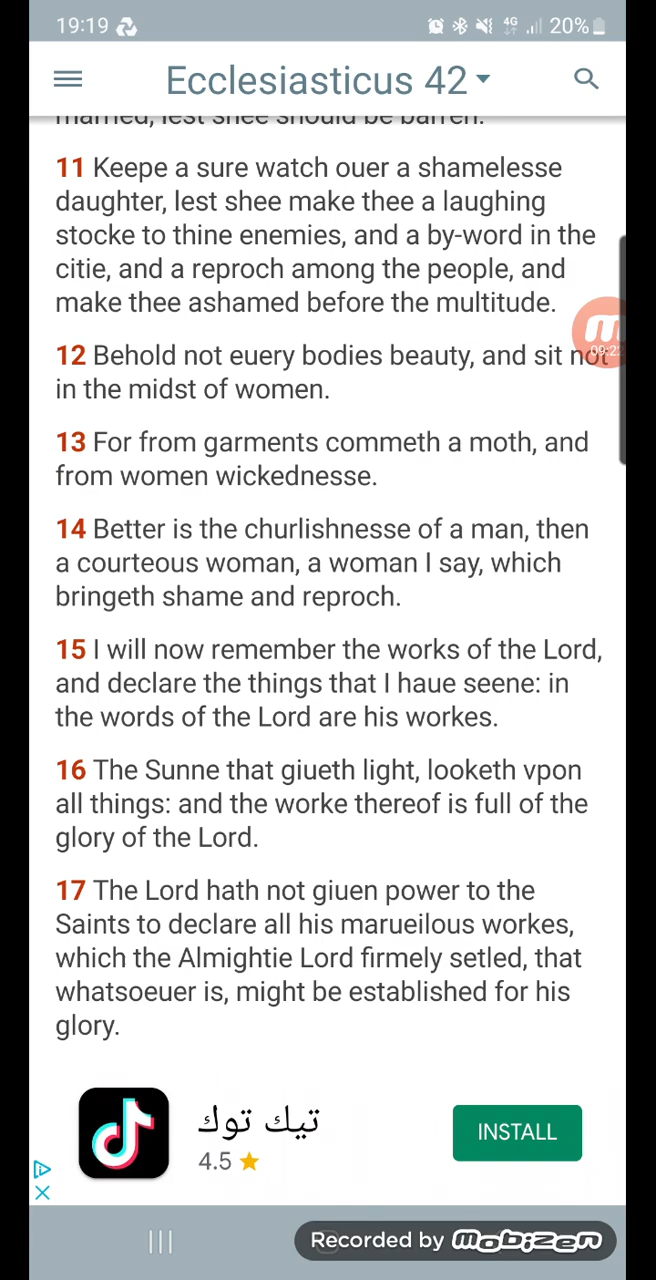 19:19
4G
20%
Ecclesiasticus 42
married, lest shee should be barren.
11 Keepe a sure watch ouer a shamelesse
daughter, lest shee make thee a laughing
stocke to thine enemies, and a by-word in the
citie, and a reproch among the people, and
make thee ashamed before the multitude.
12 Behold not euery bodies beauty, and sit not
in the midst of women.
13 For from garments commeth a moth, and
from women wickednesse.
14 Better is the churlishnesse of a man, then
a courteous woman, a woman I say, which
bringeth shame and reproch.
15 I will now remember the works of the Lord,
and declare the things that I haue seene: in
the words of the Lord are his workes.
16 The Sunne that giueth light, looketh vpon
all things: and the worke thereof is full of the
glory of the Lord.
17 The Lord hath not giuen power to the
Saints to declare all his marueilous workes,
which the Almightie Lord firmely setled, that
whatsoeuer is, might be established for his
glory.
تيك توك
4.5
INSTALL
Recorded by mobizen